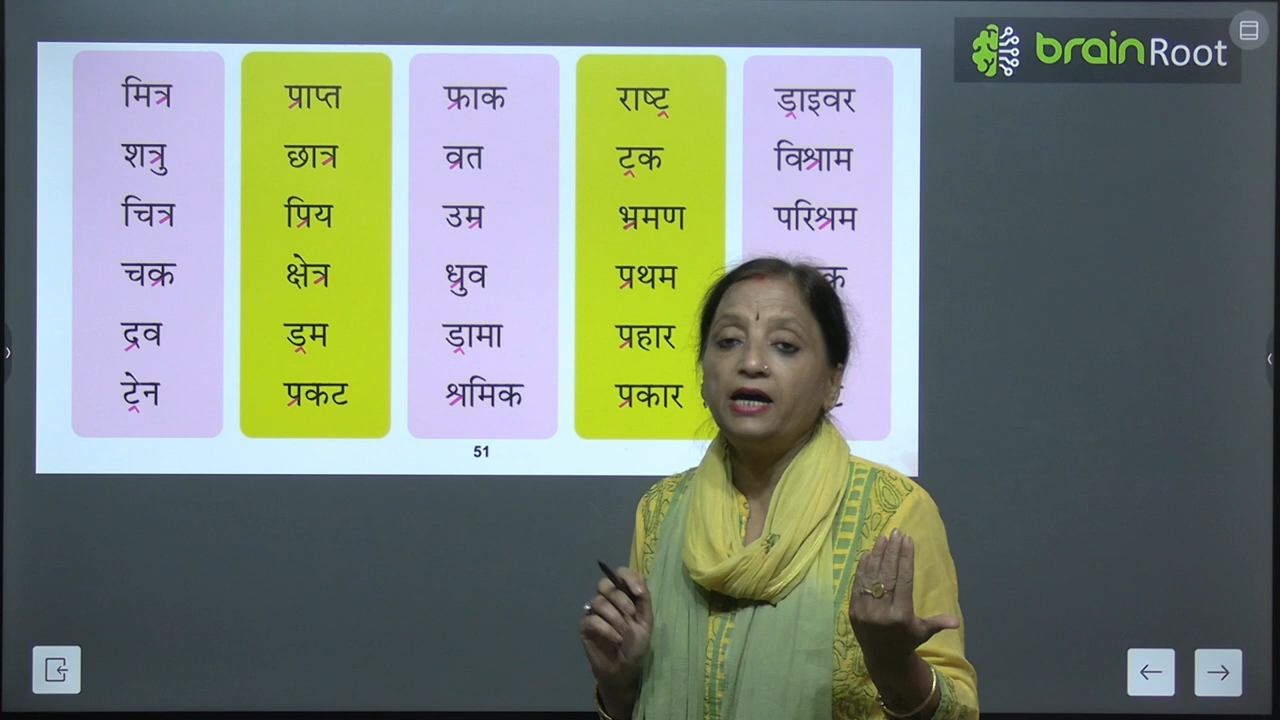 brainRoot
मित्र प्राप्त फ्राक राष्ट्र ड्राइवर
शत्रु छात्र व्रत ट्रक विश्राम
चित्र प्रिय उम्र भ्रमण परिश्रम
चक्र क्षेत्र ध्रुव प्रथम
द्रव ड्रम ड्रामा प्रहार
ट्रेन प्रकट श्रमिक प्रकार
51